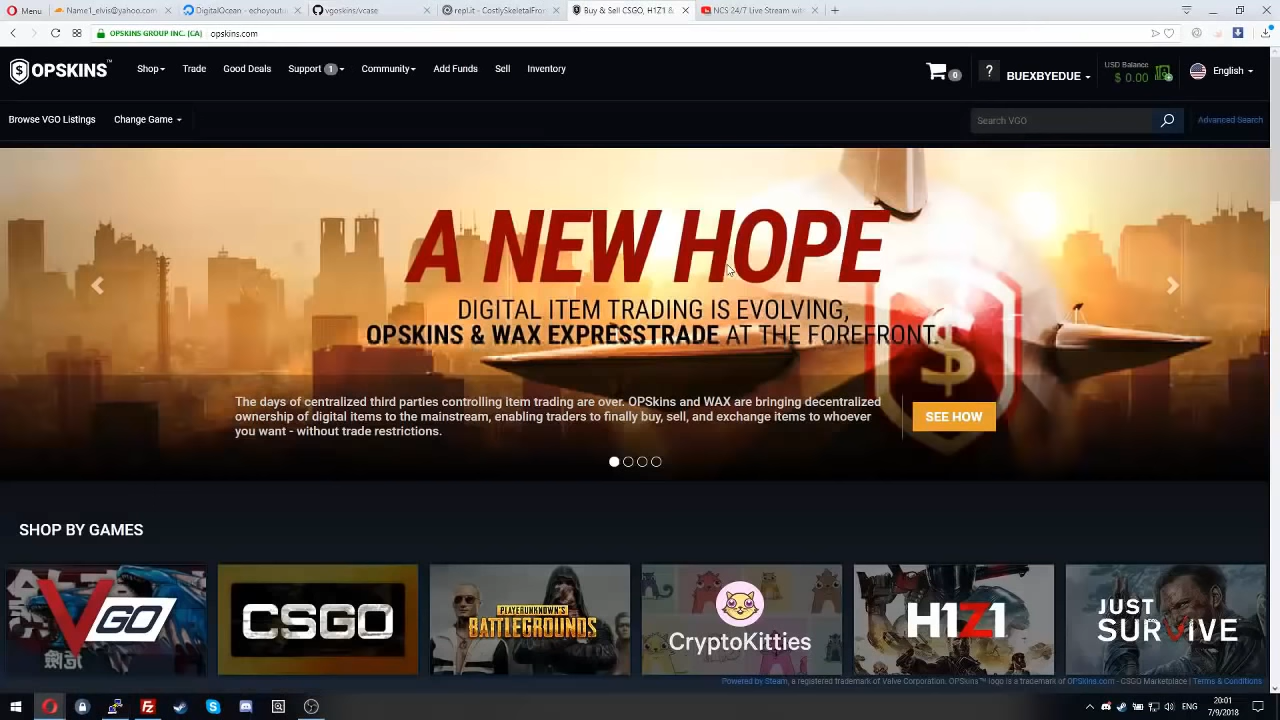 Menu
Name1_elvis@yahoo.com
DigitalOcean - echoyout
vgoskins/vcase
repl.it - CostlySkeletalFro
Buy & Sell CSGO, H1Z1 &
NCS 24/7 Live Stream wit
OPSKINS GROUP INC. [CA]
opskins.com
OPSKINS
Shop
Trade
Good Deals
Support 1
Community
Add Funds
Sell
Inventory
0
?
BUEXBYEDUE
USD Balance
$ 0.00
English
Browse VGO Listings
Change Game
Search VGO
Advanced Search
A NEW HOPE
DIGITAL ITEM TRADING IS EVOLVING,
OPSKINS & WAX EXPRESSTRADE AT THE FOREFRONT.
The days of centralized third parties controlling item trading are over. OPSkins and WAX are bringing decentralized
ownership of digital items to the mainstream, enabling traders to finally buy, sell, and exchange items to whoever
you want - without trade restrictions.
SEE HOW
$
SHOP BY GAMES
VGO
CSGO
PLAYERUNKNOWN'S
BATTLEGROUNDS
CryptoKitties
H1Z1
JUST
SURVIVE
Powered by Steam, a registered trademark of Valve Corporation. OPSkins™ logo is a trademark of OPSkins.com - CSGO Marketplace | Terms & Conditions
ENG
20:01
7/9/2018